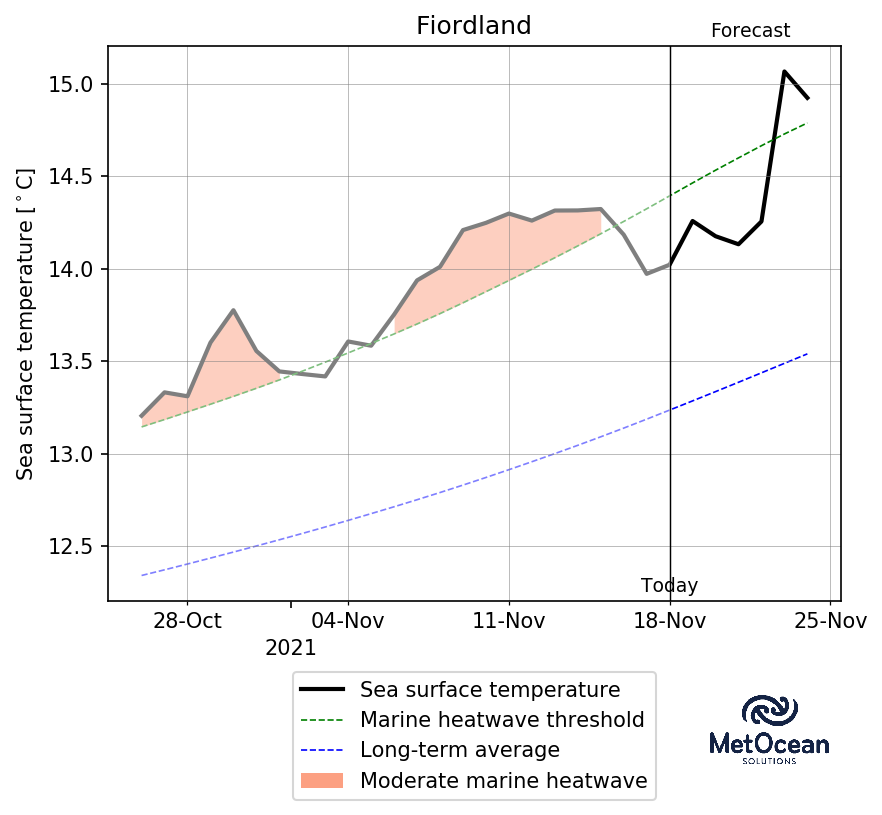 Fiordland
Forecast
Sea surface temperature [°C]
15.0
14.5
14.0
13.5
13.0
12.5
Today
28-Oct 04-Nov 11-Nov 18-Nov 25-Nov
2021
Sea surface temperature
Marine heatwave threshold
Long-term average
Moderate marine heatwave
MetOcean
SOLUTIONS